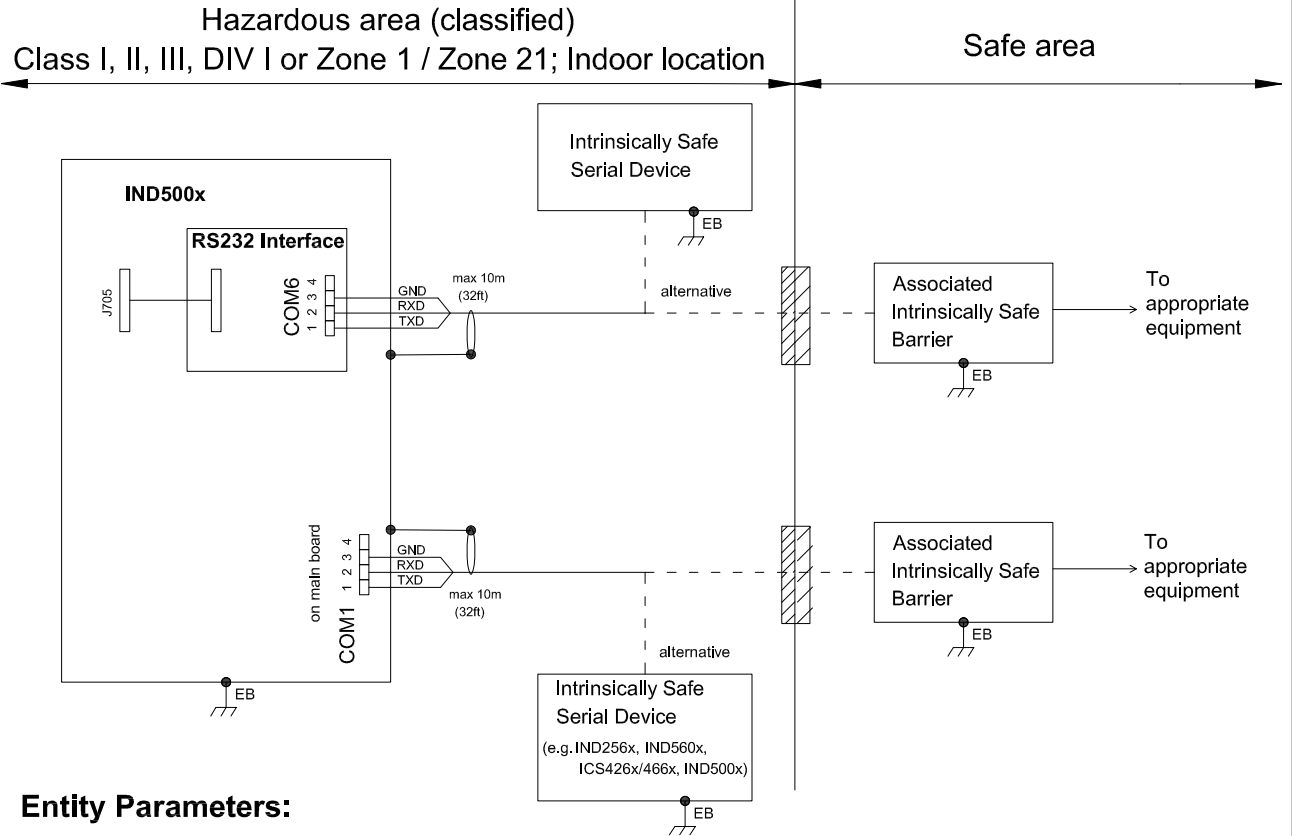 Hazardous area (classified)
Class I, II, III, DIV I or Zone 1 / Zone 21; Indoor location
Safe area
Intrinsically Safe
Serial Device
EB
IND500x
RS232 Interface
J705
COM6
1 2 3 4
GND
RXD
TXD
max 10m
(32ft)
alternative
Associated
Intrinsically Safe
Barrier
EB
To
appropriate
equipment
on main board
COM1
1 2 3 4
GND
RXD
TXD
max 10m
(32ft)
alternative
Associated
Intrinsically Safe
Barrier
EB
To
appropriate
equipment
EB
Intrinsically Safe
Serial Device
(e.g. IND256x, IND560x,
ICS426x/466x, IND500x)
EB
Entity Parameters: